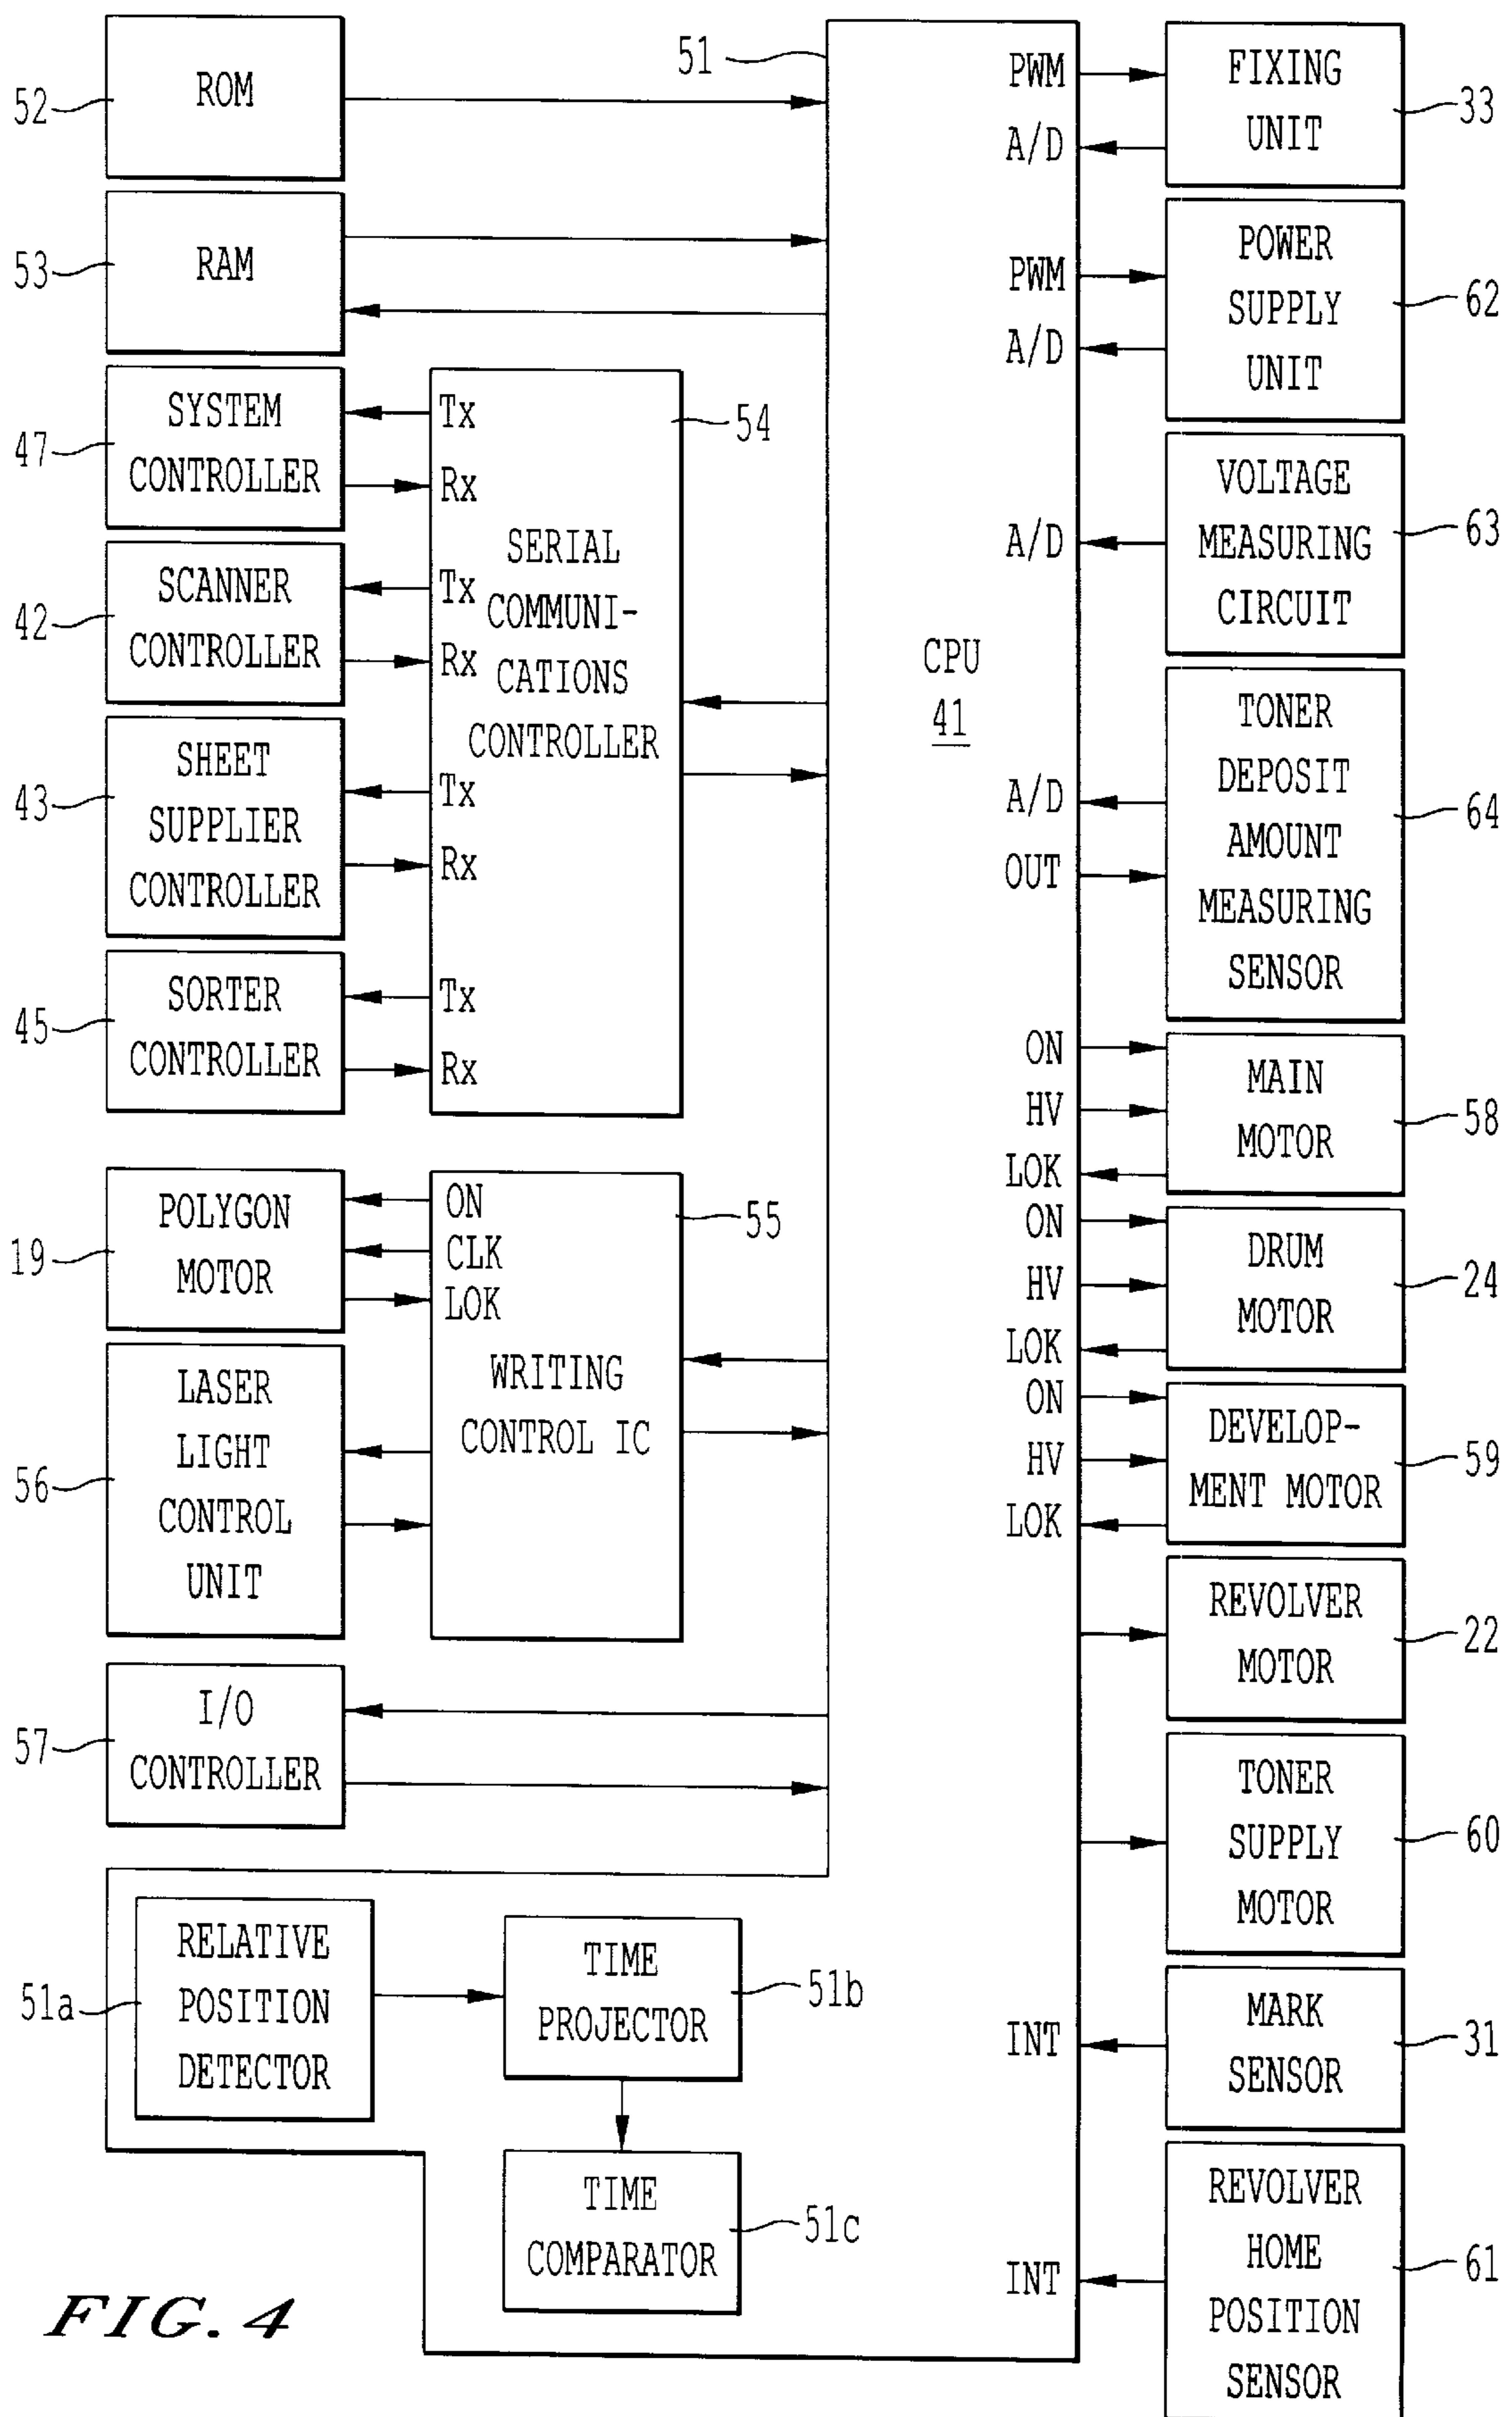 52
ROM
53
RAM
47
SYSTEM
CONTROLLER
42
SCANNER
CONTROLLER
43
SHEET
SUPPLIER
CONTROLLER
45
SORTER
CONTROLLER
Tx
Rx
Tx
Rx
Tx
Rx
Tx
Rx
SERIAL
COMMUNI-
CATIONS
CONTROLLER
54
19
POLYGON
MOTOR
56
LASER
LIGHT
CONTROL
UNIT
ON
CLK
LOK
WRITING
CONTROL IC
55
57
I/O
CONTROLLER
51a
RELATIVE
POSITION
DETECTOR
TIME
PROJECTOR
51b
TIME
COMPARATOR
51c
51
CPU
41
PWM
A/D
PWM
A/D
A/D
A/D
OUT
ON
HV
LOK
ON
HV
LOK
ON
HV
LOK
INT
INT
FIXING
UNIT
33
POWER
SUPPLY
UNIT
62
VOLTAGE
MEASURING
CIRCUIT
63
TONER
DEPOSIT
AMOUNT
MEASURING
SENSOR
64
MAIN
MOTOR
58
DRUM
MOTOR
24
DEVELOP-
MENT MOTOR
59
REVOLVER
MOTOR
22
TONER
SUPPLY
MOTOR
60
MARK
SENSOR
31
REVOLVER
HOME
POSITION
SENSOR
61
FIG. 4